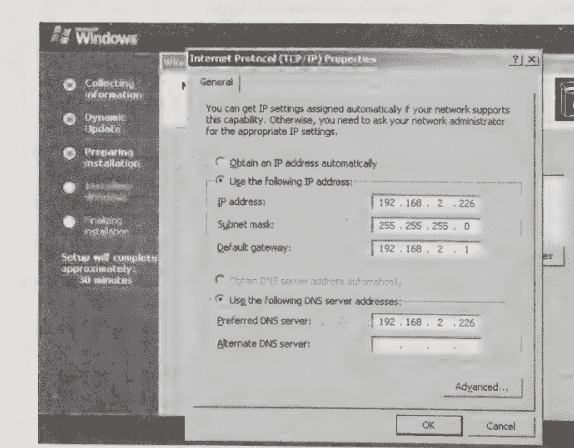 Microsoft
Windows
Internet Protocol (TCP/IP) Properties
? X
General
Collecting
information
Dynamic
Update
Preparing
installation
Installing
Windows
Finalizing
installation
Setup will complete
approximately:
30 minutes
You can get IP settings assigned automatically if your network supports
this capability. Otherwise, you need to ask your network administrator
for the appropriate IP settings.
Obtain an IP address automatically
Use the following IP address:
IP address: 192 . 168 . 2 . 226
Subnet mask: 255 . 255 . 255 . 0
Default gateway: 192 . 168 . 2 . 1
Obtain DNS server address automatically
Use the following DNS server addresses:
Preferred DNS server: 192 . 168 . 2 . 226
Alternate DNS server: . . .
Advanced...
OK Cancel